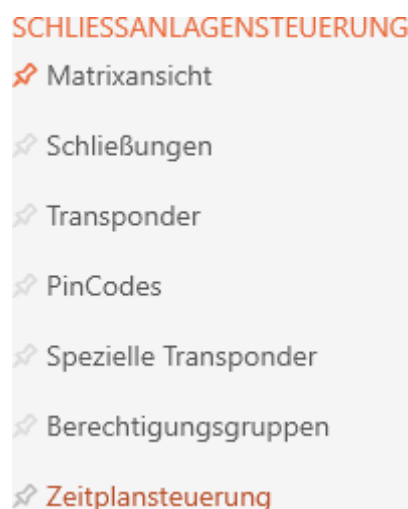 SCHLIESSANLAGENSTEUERUNG
Matrixansicht
Schließungen
Transponder
PinCodes
Spezielle Transponder
Berechtigungsgruppen
Zeitplansteuerung